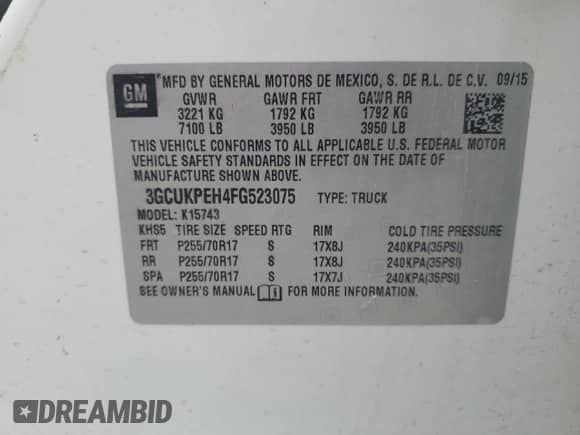 GM MFD BY GENERAL MOTORS DE MEXICO, S. DE R.L. DE C.V. 09/15
GVWR GAWR FRT GAWR RR
3221 KG 1792 KG 1792 KG
7100 LB 3950 LB 3950 LB
THIS VEHICLE CONFORMS TO ALL APPLICABLE U.S. FEDERAL MOTOR
VEHICLE SAFETY STANDARDS IN EFFECT ON THE DATE OF
MANUFACTURE SHOWN ABOVE.
3GCUKPEH4FG523075 TYPE: TRUCK
MODEL: K15743
KHS5 TIRE SIZE SPEED RTG RIM COLD TIRE PRESSURE
FRT P255/70R17 S 17X8J 240KPA(35PSI)
RR P255/70R17 S 17X8J 240KPA(35PSI)
SPA P255/70R17 S 17X7J 240KPA(35PSI)
SEE OWNER'S MANUAL FOR MORE INFORMATION.
DREAMBID